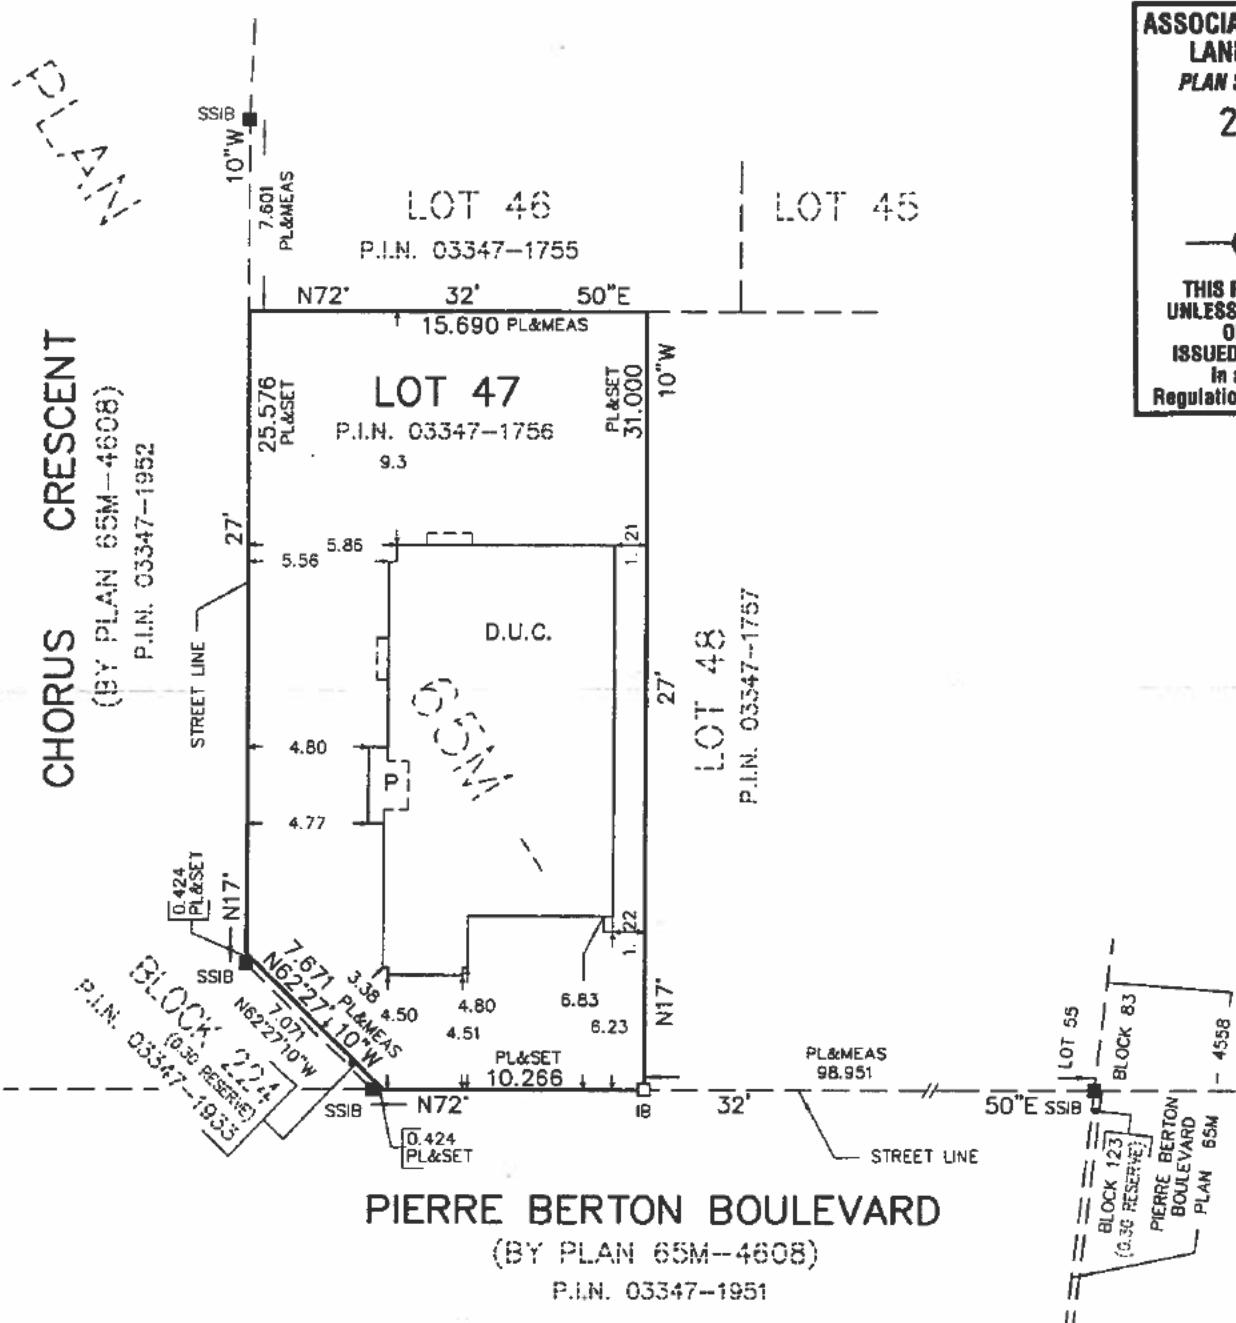 PLAN
SSIB
10"W
7.601
PL&MEAS
LOT 46
P.I.N. 03347-1755
LOT 45
ASSOCIA
LAN
PLAN
2
THIS
UNLESS
O
ISSUED
In
Regulatio
N72° 32' 50"E
15.690 PL&MEAS
LOT 47
P.I.N. 03347-1756
9.3
25.576
PL&SET
PL&SET
31.000
10"W
CHORUS CRESCENT
(BY PLAN 65M-4608)
P.I.N. 03347-1952
27'
5.86
5.56
1.21
STREET LINE
D.U.C.
65M -
LOT 48
P.I.N. 03347-1757
27'
4.80
P
4.77
0.424
PL&SET
N17°
SSIB
7.671 PL&MEAS
N62°27' 10"W
7.071
N62°27'10"W
BLOCK 224
(0.30 RESERVE)
P.I.N. 03347-1933
3.38
4.50
4.80
4.51
6.83
6.23
1.22
N17°
PL&SET
10.266
SSIB
N72°
IB
32'
PL&MEAS
98.951
50"E SSIB
0.424
PL&SET
STREET LINE
LOT 55
BLOCK 83
4558
BLOCK 123
(0.30 RESERVE)
PIERRE BERTON
BOULEVARD
PLAN 65M
PIERRE BERTON BOULEVARD
(BY PLAN 65M-4608)
P.I.N. 03347-1951